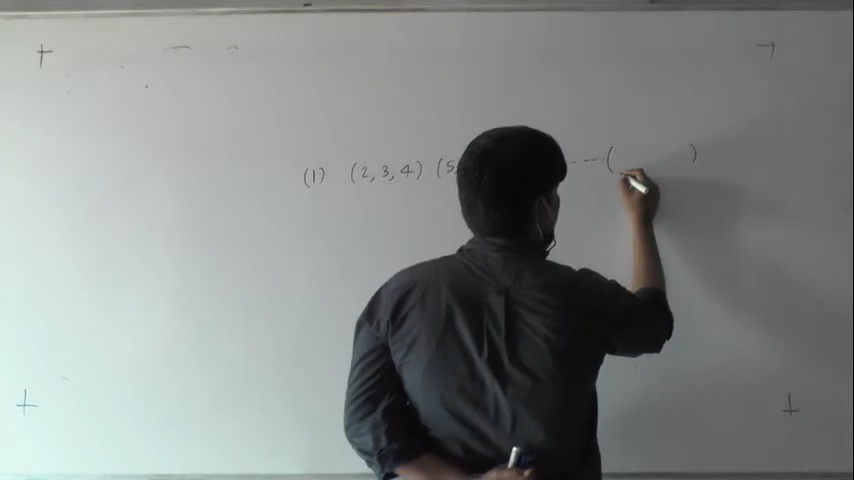 (1) (2, 3, 4) (5, ·-- ( )